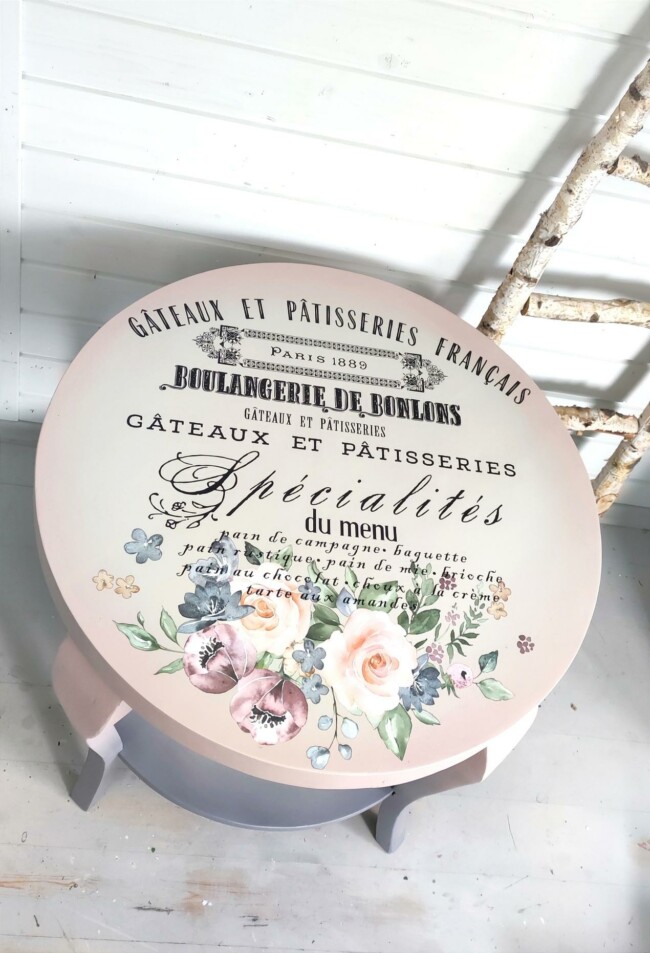 GÂTEAUX ET PÂTISSERIES FRANÇAIS
PARIS 1889
BOULANGERIE DE BONLONS
GÂTEAUX ET PÂTISSERIES
GÂTEAUX ET PÂTISSERIES
Spécialités
du menu
pain de campagne • baguette
pain rustique • pain de mie • brioche
pain au chocolat • choix à la crème
tarte aux amandes